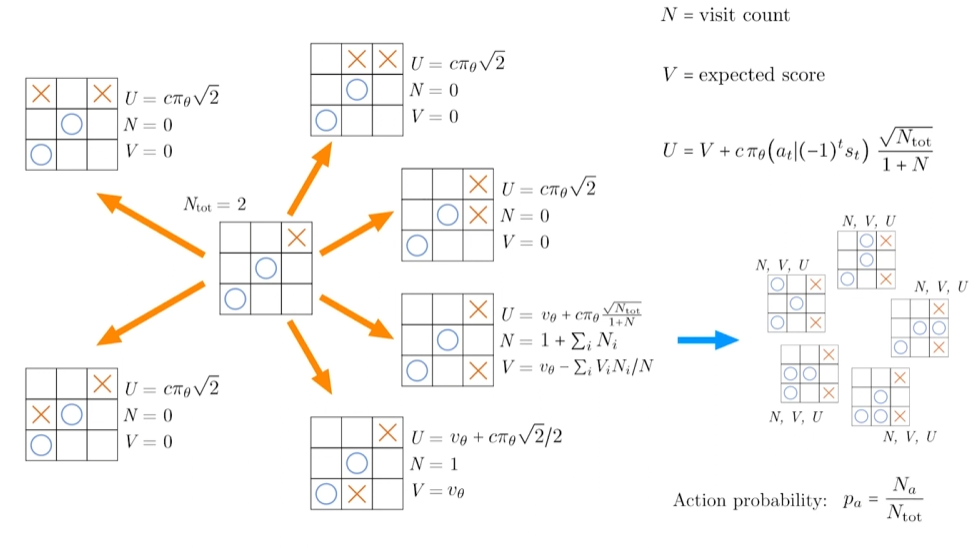 N = visit count
V = expected score
U = V + c π_θ(a_t|(−1)^t s_t) √N_tot / (1 + N)
U = cπ_θ√2
N = 0
V = 0
U = cπ_θ√2
N = 0
V = 0
N_tot = 2
U = cπ_θ√2
N = 0
V = 0
U = v_θ + cπ_θ √N_tot / (1+N)
N = 1 + ∑_i N_i
V = v_θ − ∑_i V_i N_i/N
U = cπ_θ√2
N = 0
V = 0
U = v_θ + cπ_θ√2/2
N = 1
V = v_θ
N, V, U
N, V, U
N, V, U
N, V, U
N, V, U
Action probability: p_a = N_a / N_tot